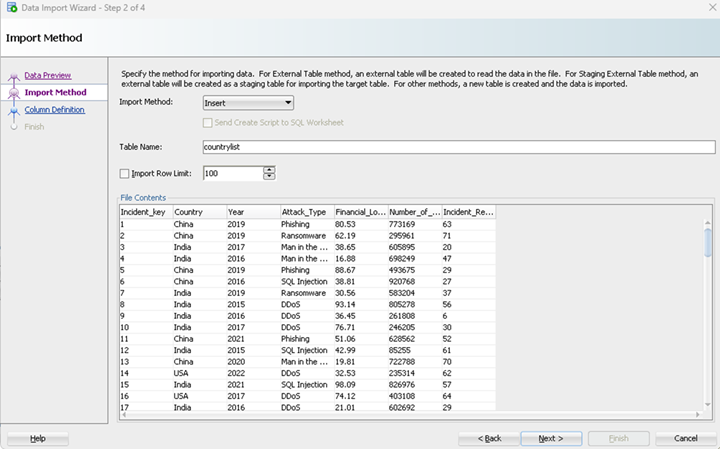 Data Import Wizard - Step 2 of 4
Import Method
Data Preview
Import Method
Column Definition
Finish
Specify the method for importing data. For External Table method, an external table will be created to read the data in the file. For Staging External Table method, an
external table will be created as a staging table for importing the target table. For other methods, a new table is created and the data is imported.
Import Method: Insert
Send Create Script to SQL Worksheet
Table Name: countrylist
Import Row Limit: 100
File Contents
Incident_key Country Year Attack_Type Financial_Lo... Number_of_... Incident_Re...
1 China 2019 Phishing 80.53 773169 63
2 China 2019 Ransomware 62.19 295961 71
3 India 2017 Man in the ... 38.65 605895 20
4 India 2016 Man in the ... 16.88 698249 47
5 China 2019 Phishing 88.67 493675 29
6 China 2016 SQL Injection 38.81 920768 27
7 India 2019 Ransomware 30.56 583204 37
8 India 2015 DDoS 93.14 805278 56
9 India 2016 DDoS 36.45 261808 6
10 India 2017 DDoS 76.71 246205 30
11 China 2021 Phishing 51.06 628562 52
12 India 2015 SQL Injection 42.99 85255 61
13 China 2020 Man in the ... 19.81 722788 70
14 USA 2022 DDoS 32.53 235314 62
15 India 2021 SQL Injection 98.09 826976 57
16 USA 2017 DDoS 74.12 403108 64
17 India 2016 DDoS 21.01 602692 29
Help < Back Next > Finish Cancel